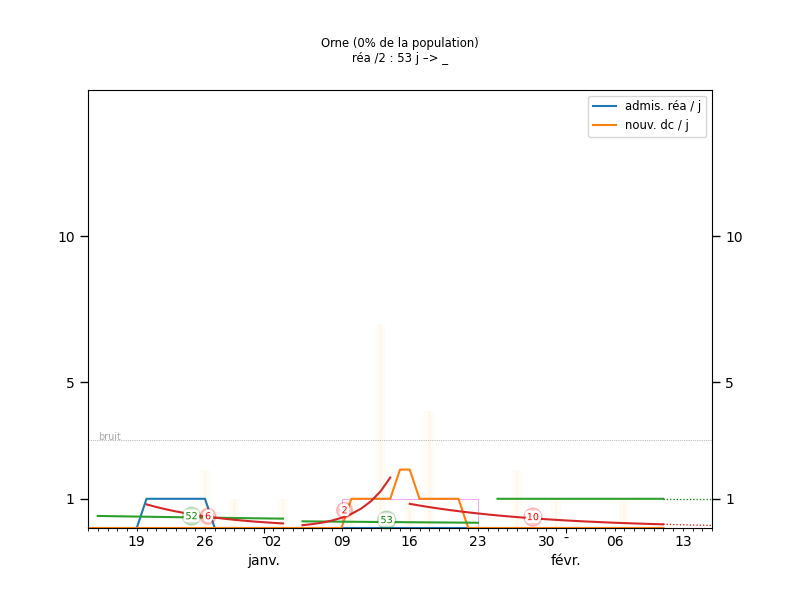 Orne (0% de la population)
réa /2 : 53 j –> _
admis. réa / j
nouv. dc / j
10 10
5 5
bruit
1 1
52 6 2 53 10
19 26 02 09 16 23 30 06 13
janv. févr.